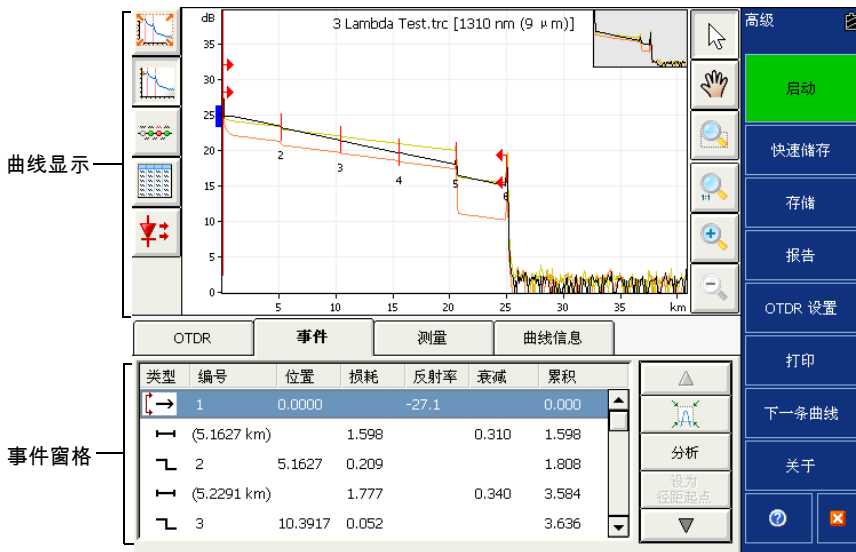 曲线显示
事件窗格
dB
3 Lambda Test.trc [1310 nm (9 μm)]
35
30
25
20
15
10
5
0
2
3
4
5
6
5
10
15
20
25
30
35
km
1:1
OTDR
事件
测量
曲线信息
类型 编号 位置 损耗 反射率 衰减 累积
1 0.0000 -27.1 0.000
(5.1627 km) 1.598 0.310 1.598
2 5.1627 0.209 1.808
(5.2291 km) 1.777 0.340 3.584
3 10.3917 0.052 3.636
分析
设为
径距起点
高级
启动
快速储存
存储
报告
OTDR 设置
打印
下一条曲线
关于